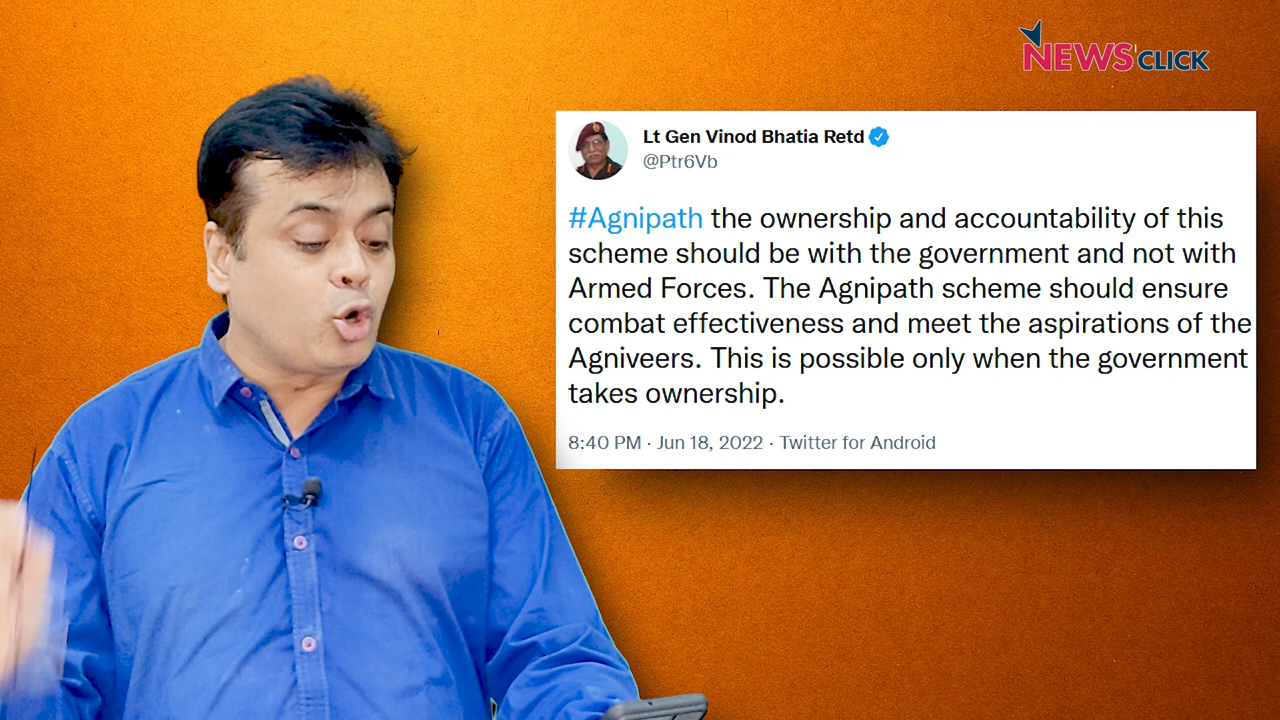 NEWS'CLICK
Lt Gen Vinod Bhatia Retd
@Ptr6Vb
#Agnipath the ownership and accountability of this
scheme should be with the government and not with
Armed Forces. The Agnipath scheme should ensure
combat effectiveness and meet the aspirations of the
Agniveers. This is possible only when the government
takes ownership.
8:40 PM · Jun 18, 2022 · Twitter for Android